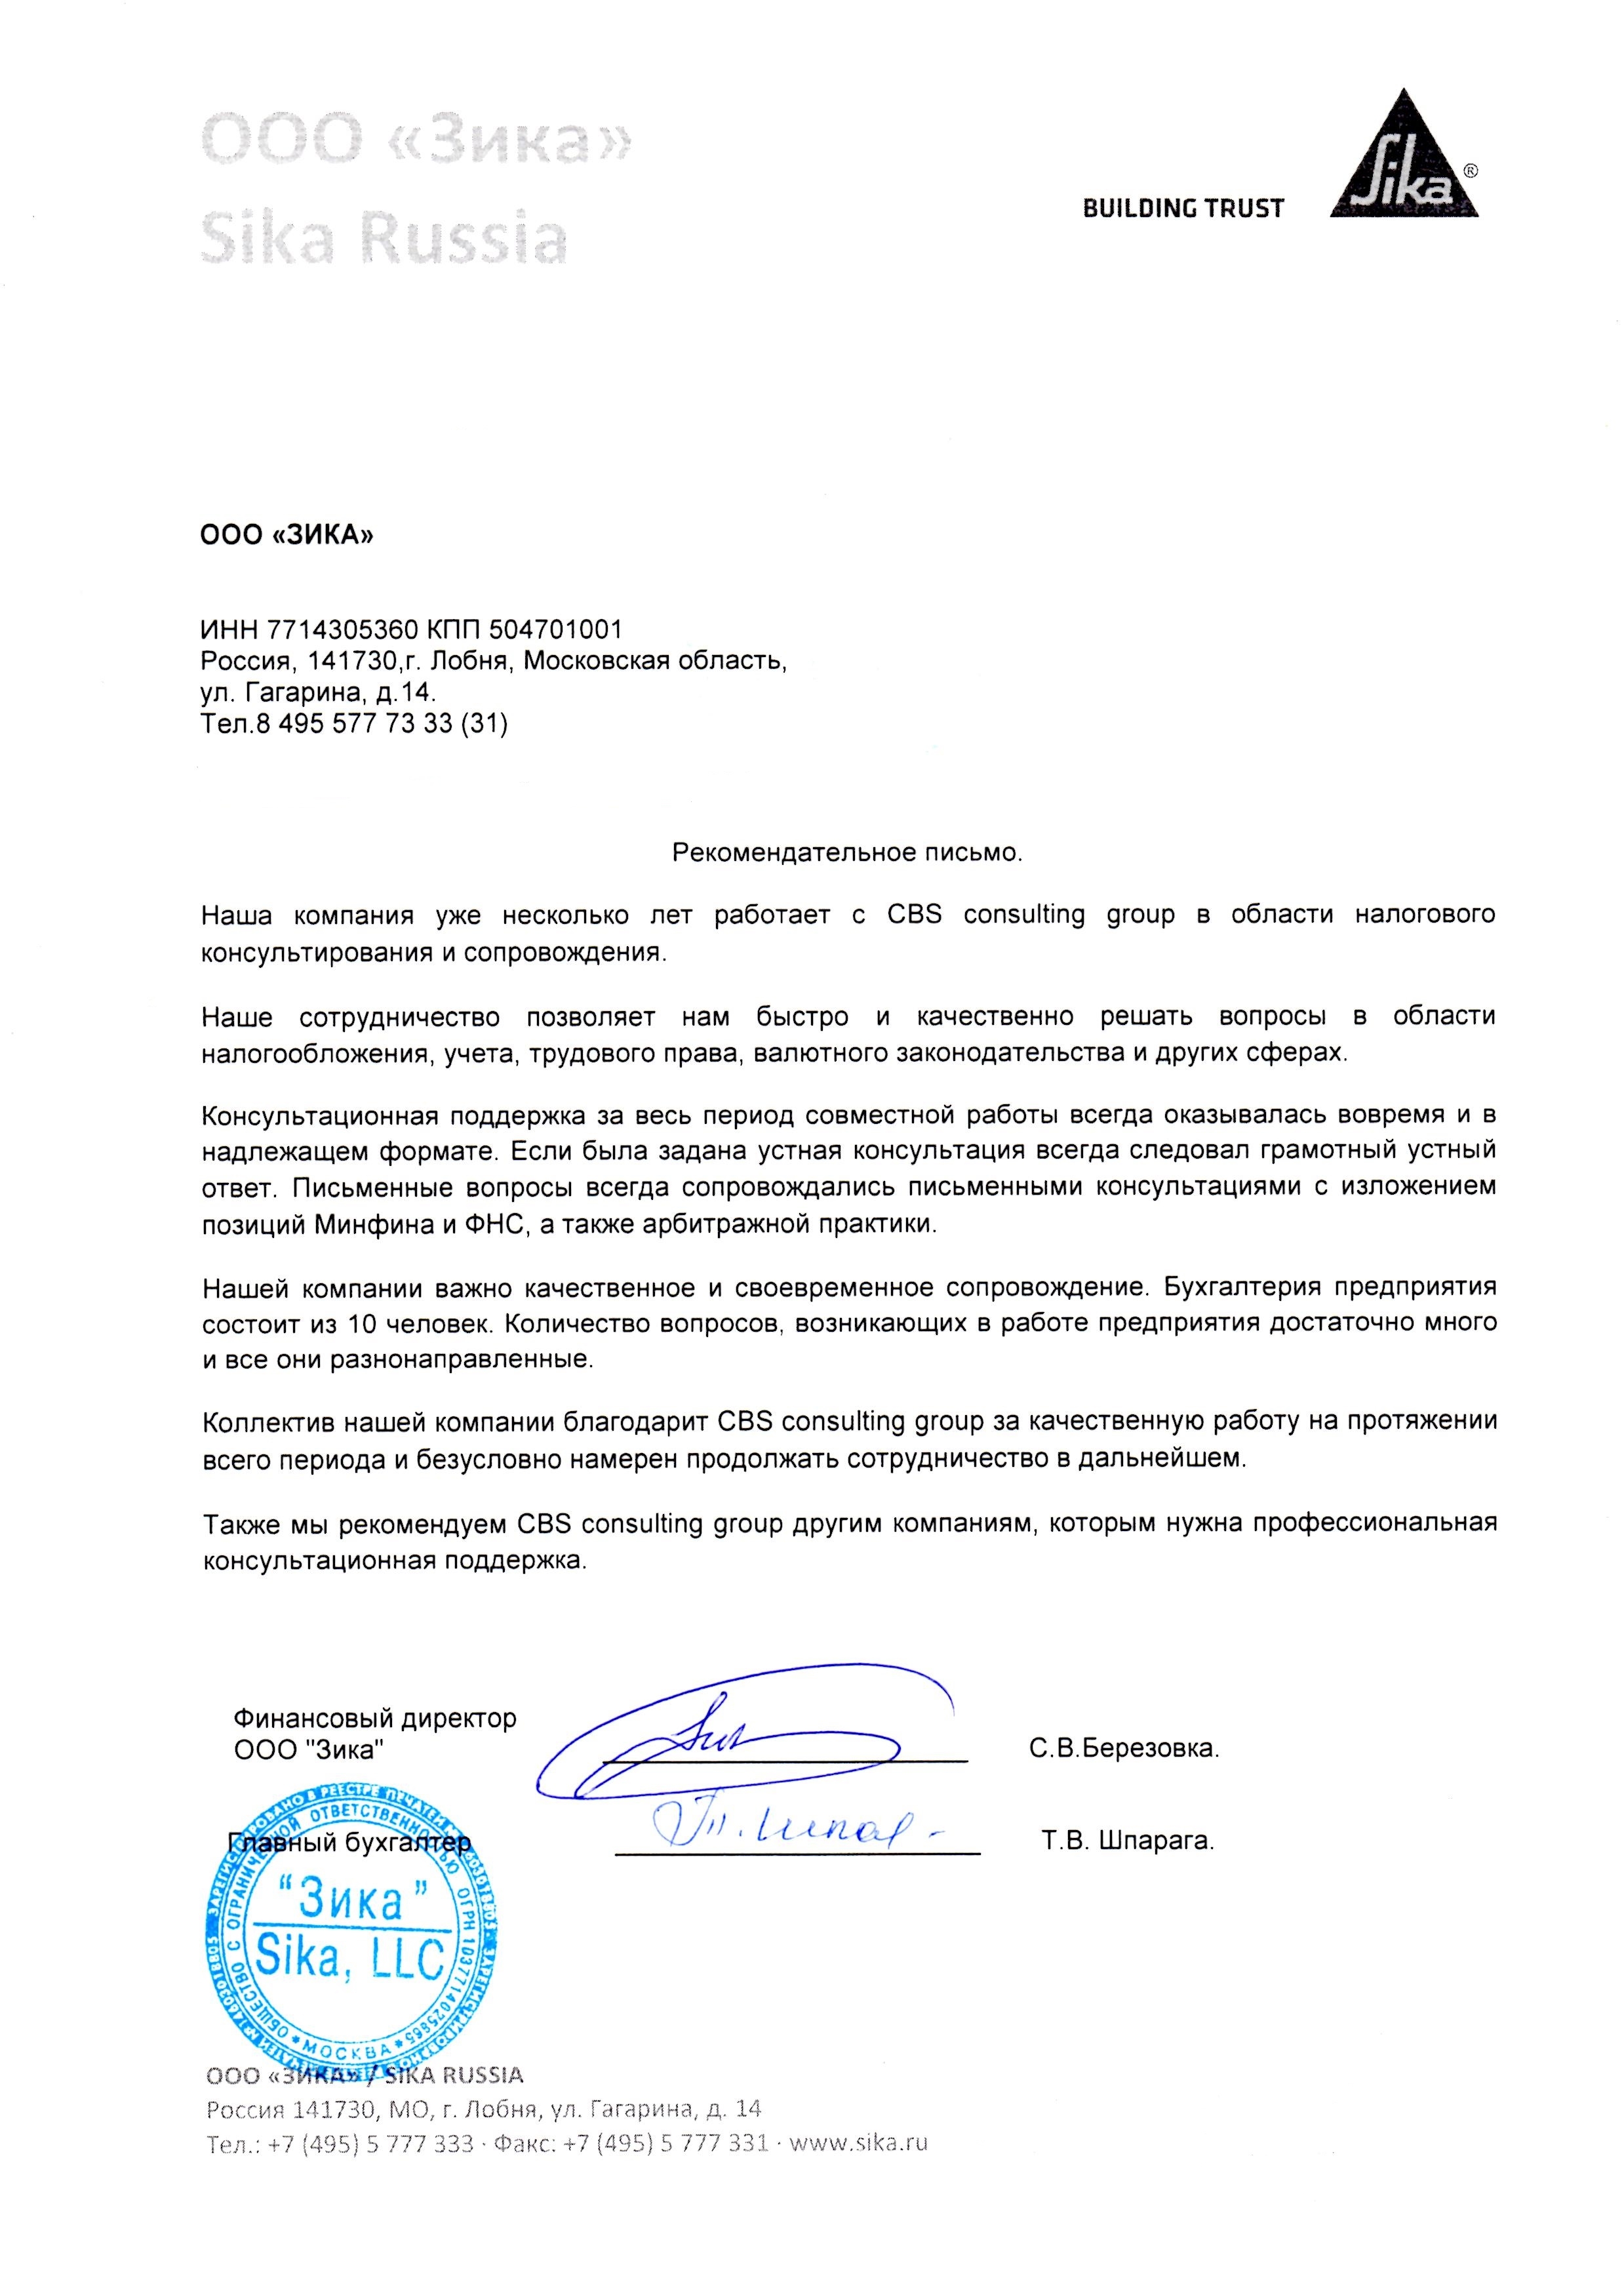 ООО «Зика»
Sika Russia
BUILDING TRUST
Sika®
ООО «ЗИКА»
ИНН 7714305360 КПП 504701001
Россия, 141730,г. Лобня, Московская область,
ул. Гагарина, д.14.
Тел.8 495 577 73 33 (31)
Рекомендательное письмо.
Наша компания уже несколько лет работает с CBS consulting group в области налогового
консультирования и сопровождения.
Наше сотрудничество позволяет нам быстро и качественно решать вопросы в области
налогообложения, учета, трудового права, валютного законодательства и других сферах.
Консультационная поддержка за весь период совместной работы всегда оказывалась вовремя и в
надлежащем формате. Если была задана устная консультация всегда следовал грамотный устный
ответ. Письменные вопросы всегда сопровождались письменными консультациями с изложением
позиций Минфина и ФНС, а также арбитражной практики.
Нашей компании важно качественное и своевременное сопровождение. Бухгалтерия предприятия
состоит из 10 человек. Количество вопросов, возникающих в работе предприятия достаточно много
и все они разнонаправленные.
Коллектив нашей компании благодарит CBS consulting group за качественную работу на протяжении
всего периода и безусловно намерен продолжать сотрудничество в дальнейшем.
Также мы рекомендуем CBS consulting group другим компаниям, которым нужна профессиональная
консультационная поддержка.
Финансовый директор
ООО "Зика"
С.В.Березовка.
Главный бухгалтер
Т.В. Шпарага.
ОБЩЕСТВО С ОГРАНИЧЕННОЙ ОТВЕТСТВЕННОСТЬЮ ОГРН 1037714025865
* МОСКВА *
"Зика"
Sika, LLC
ООО «ЗИКА» / SIKA RUSSIA
Россия 141730, МО, г. Лобня, ул. Гагарина, д. 14
Тел.: +7 (495) 5 777 333 · Факс: +7 (495) 5 777 331 · www.sika.ru